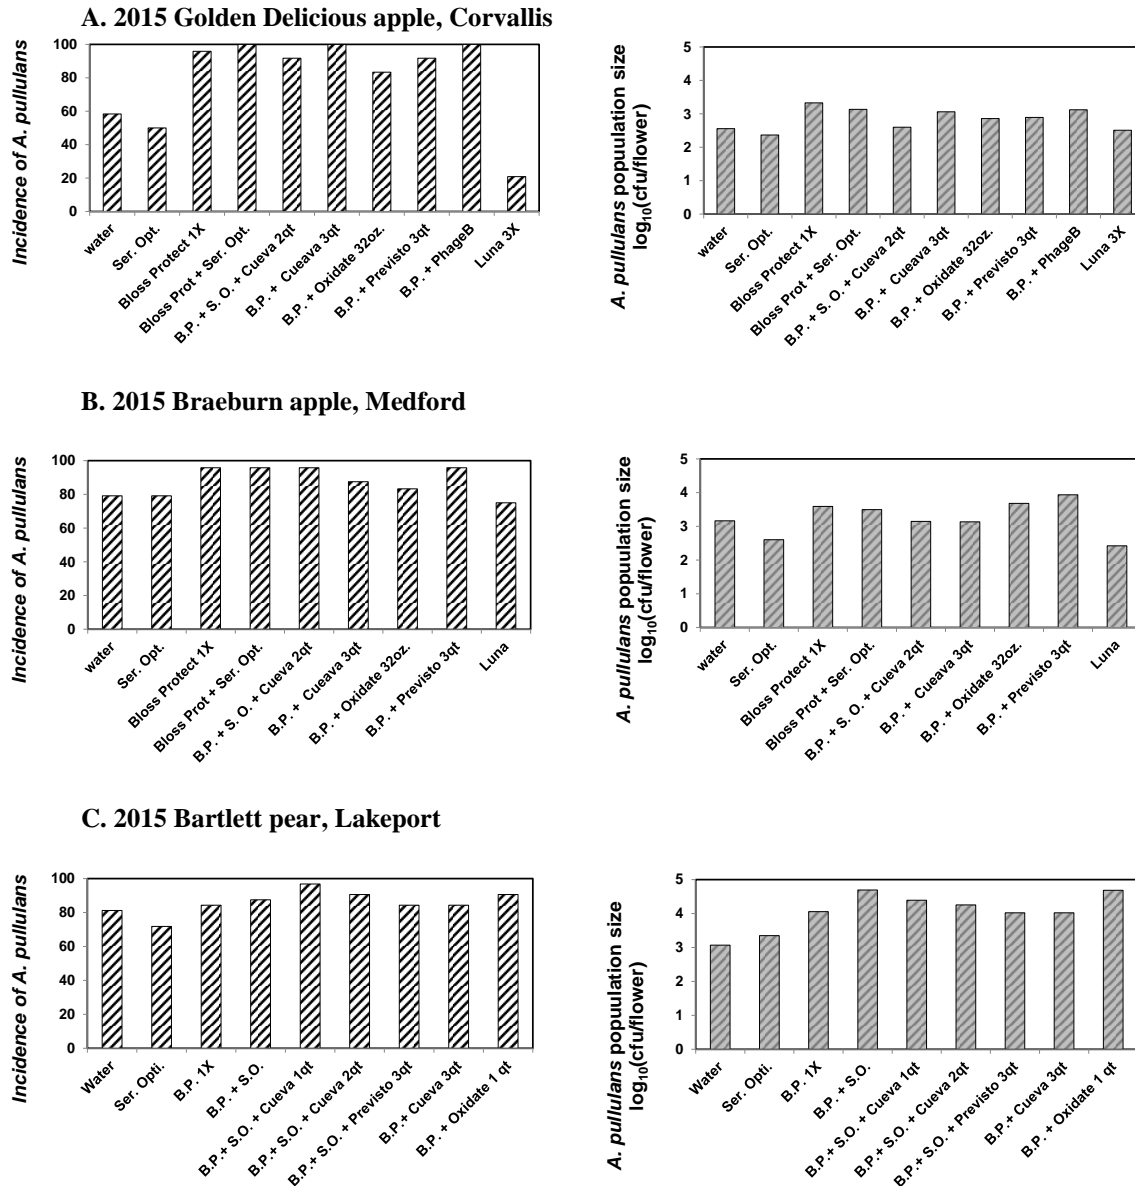 A. 2015 Golden Delicious apple, Corvallis
Incidence of A. pullulans
100
80
60
40
20
0
water
Ser. Opt.
Bloss Protect 1X
Bloss Prot + Ser. Opt.
B.P. + S. O. + Cueva 2qt
B.P. + Cueava 3qt
B.P. + Oxidate 32oz.
B.P. + Previsto 3qt
B.P. + PhageB
Luna 3X
A. pullulans popuulation size
log10(cfu/flower)
5
4
3
2
1
0
water
Ser. Opt.
Bloss Protect 1X
Bloss Prot + Ser. Opt.
B.P. + S. O. + Cueva 2qt
B.P. + Cueava 3qt
B.P. + Oxidate 32oz.
B.P. + Previsto 3qt
B.P. + PhageB
Luna 3X
B. 2015 Braeburn apple, Medford
Incidence of A. pullulans
100
80
60
40
20
0
water
Ser. Opt.
Bloss Protect 1X
Bloss Prot + Ser. Opt.
B.P. + S. O. + Cueva 2qt
B.P. + Cueava 3qt
B.P. + Oxidate 32oz.
B.P. + Previsto 3qt
Luna
A. pullulans popuulation size
log10(cfu/flower)
5
4
3
2
1
0
water
Ser. Opt.
Bloss Protect 1X
Bloss Prot + Ser. Opt.
B.P. + S. O. + Cueva 2qt
B.P. + Cueava 3qt
B.P. + Oxidate 32oz.
B.P. + Previsto 3qt
Luna
C. 2015 Bartlett pear, Lakeport
Incidence of A. pullulans
100
80
60
40
20
0
Water
Ser. Opti.
B.P. 1X
B.P. + S.O.
B.P.+ S.O. + Cueva 1qt
B.P.+ S.O. + Cueva 2qt
B.P.+ S.O. + Previsto 3qt
B.P.+ Cueva 3qt
B.P. + Oxidate 1 qt
A. pullulans popuulation size
log10(cfu/flower)
5
4
3
2
1
0
Water
Ser. Opti.
B.P. 1X
B.P. + S.O.
B.P.+ S.O. + Cueva 1qt
B.P.+ S.O. + Cueva 2qt
B.P.+ S.O. + Previsto 3qt
B.P.+ Cueva 3qt
B.P. + Oxidate 1 qt